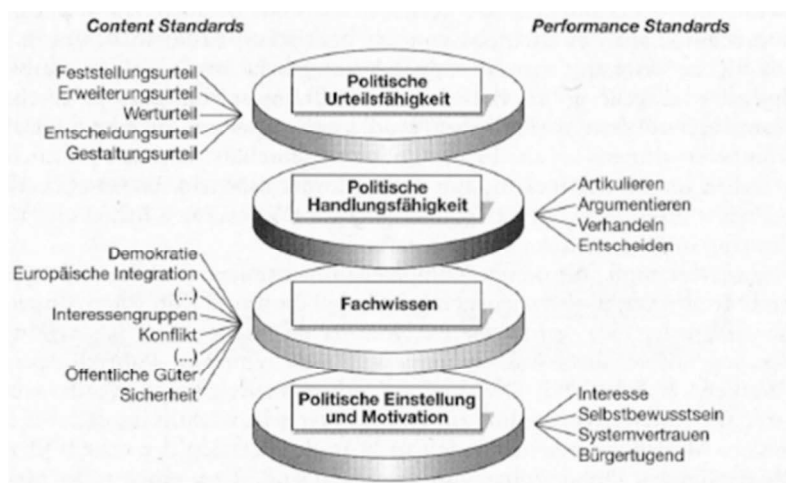 Content Standards
Performance Standards
Feststellungsurteil
Erweiterungsurteil
Werturteil
Entscheidungsurteil
Gestaltungsurteil
Politische
Urteilsfähigkeit
Politische
Handlungsfähigkeit
Artikulieren
Argumentieren
Verhandeln
Entscheiden
Demokratie
Europäische Integration
(...)
Interessengruppen
Konflikt
(...)
Öffentliche Güter
Sicherheit
Fachwissen
Politische Einstellung
und Motivation
Interesse
Selbstbewusstsein
Systemvertrauen
Bürgertugend